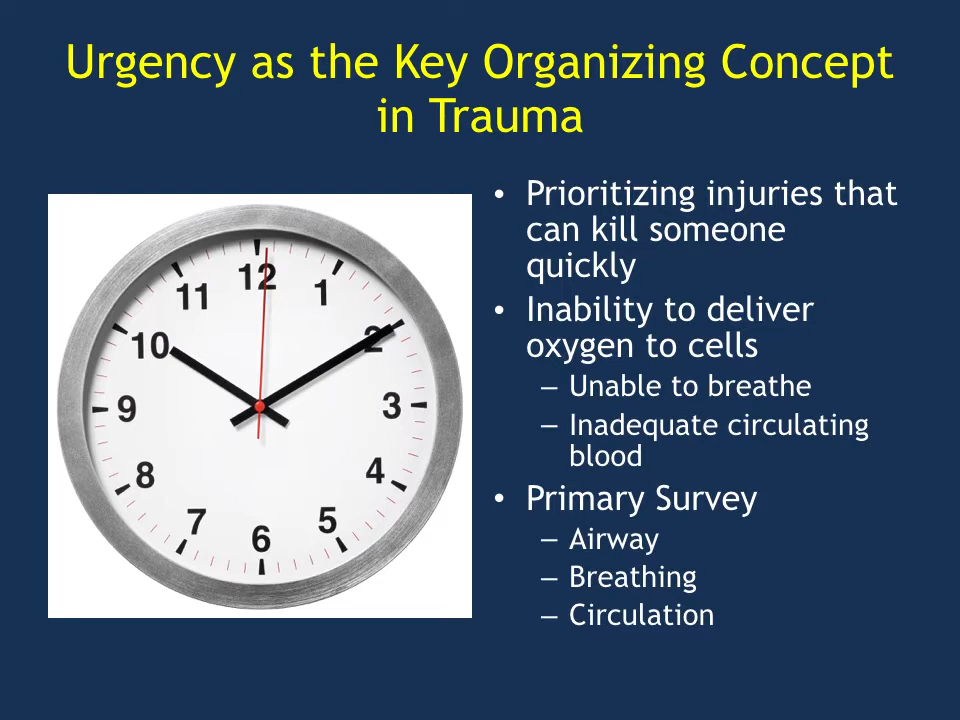 Urgency as the Key Organizing Concept
in Trauma
• Prioritizing injuries that
can kill someone
quickly
• Inability to deliver
oxygen to cells
– Unable to breathe
– Inadequate circulating
blood
• Primary Survey
– Airway
– Breathing
– Circulation
12
11
1
10
2
9
3
8
4
7
5
6